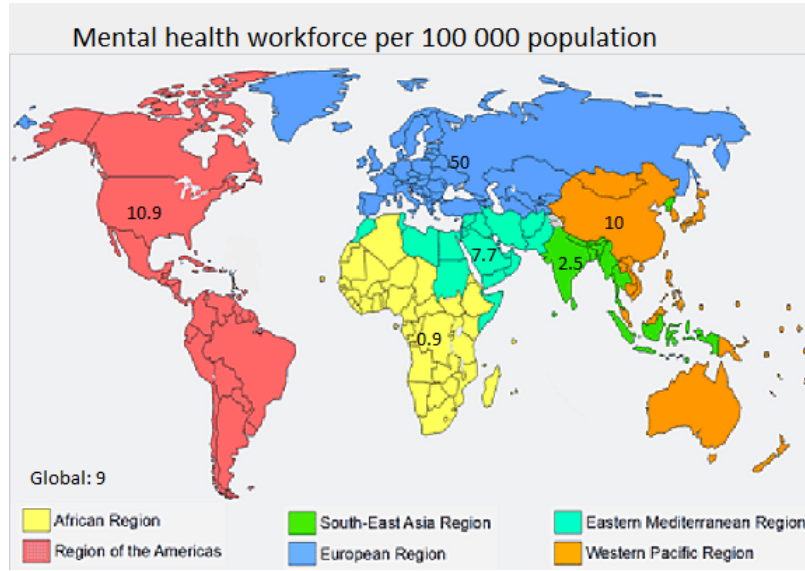 Mental health workforce per 100 000 population
50
10.9
10
7.7
2.5
0.9
Global: 9
African Region
South-East Asia Region
Eastern Mediterranean Region
Region of the Americas
European Region
Western Pacific Region